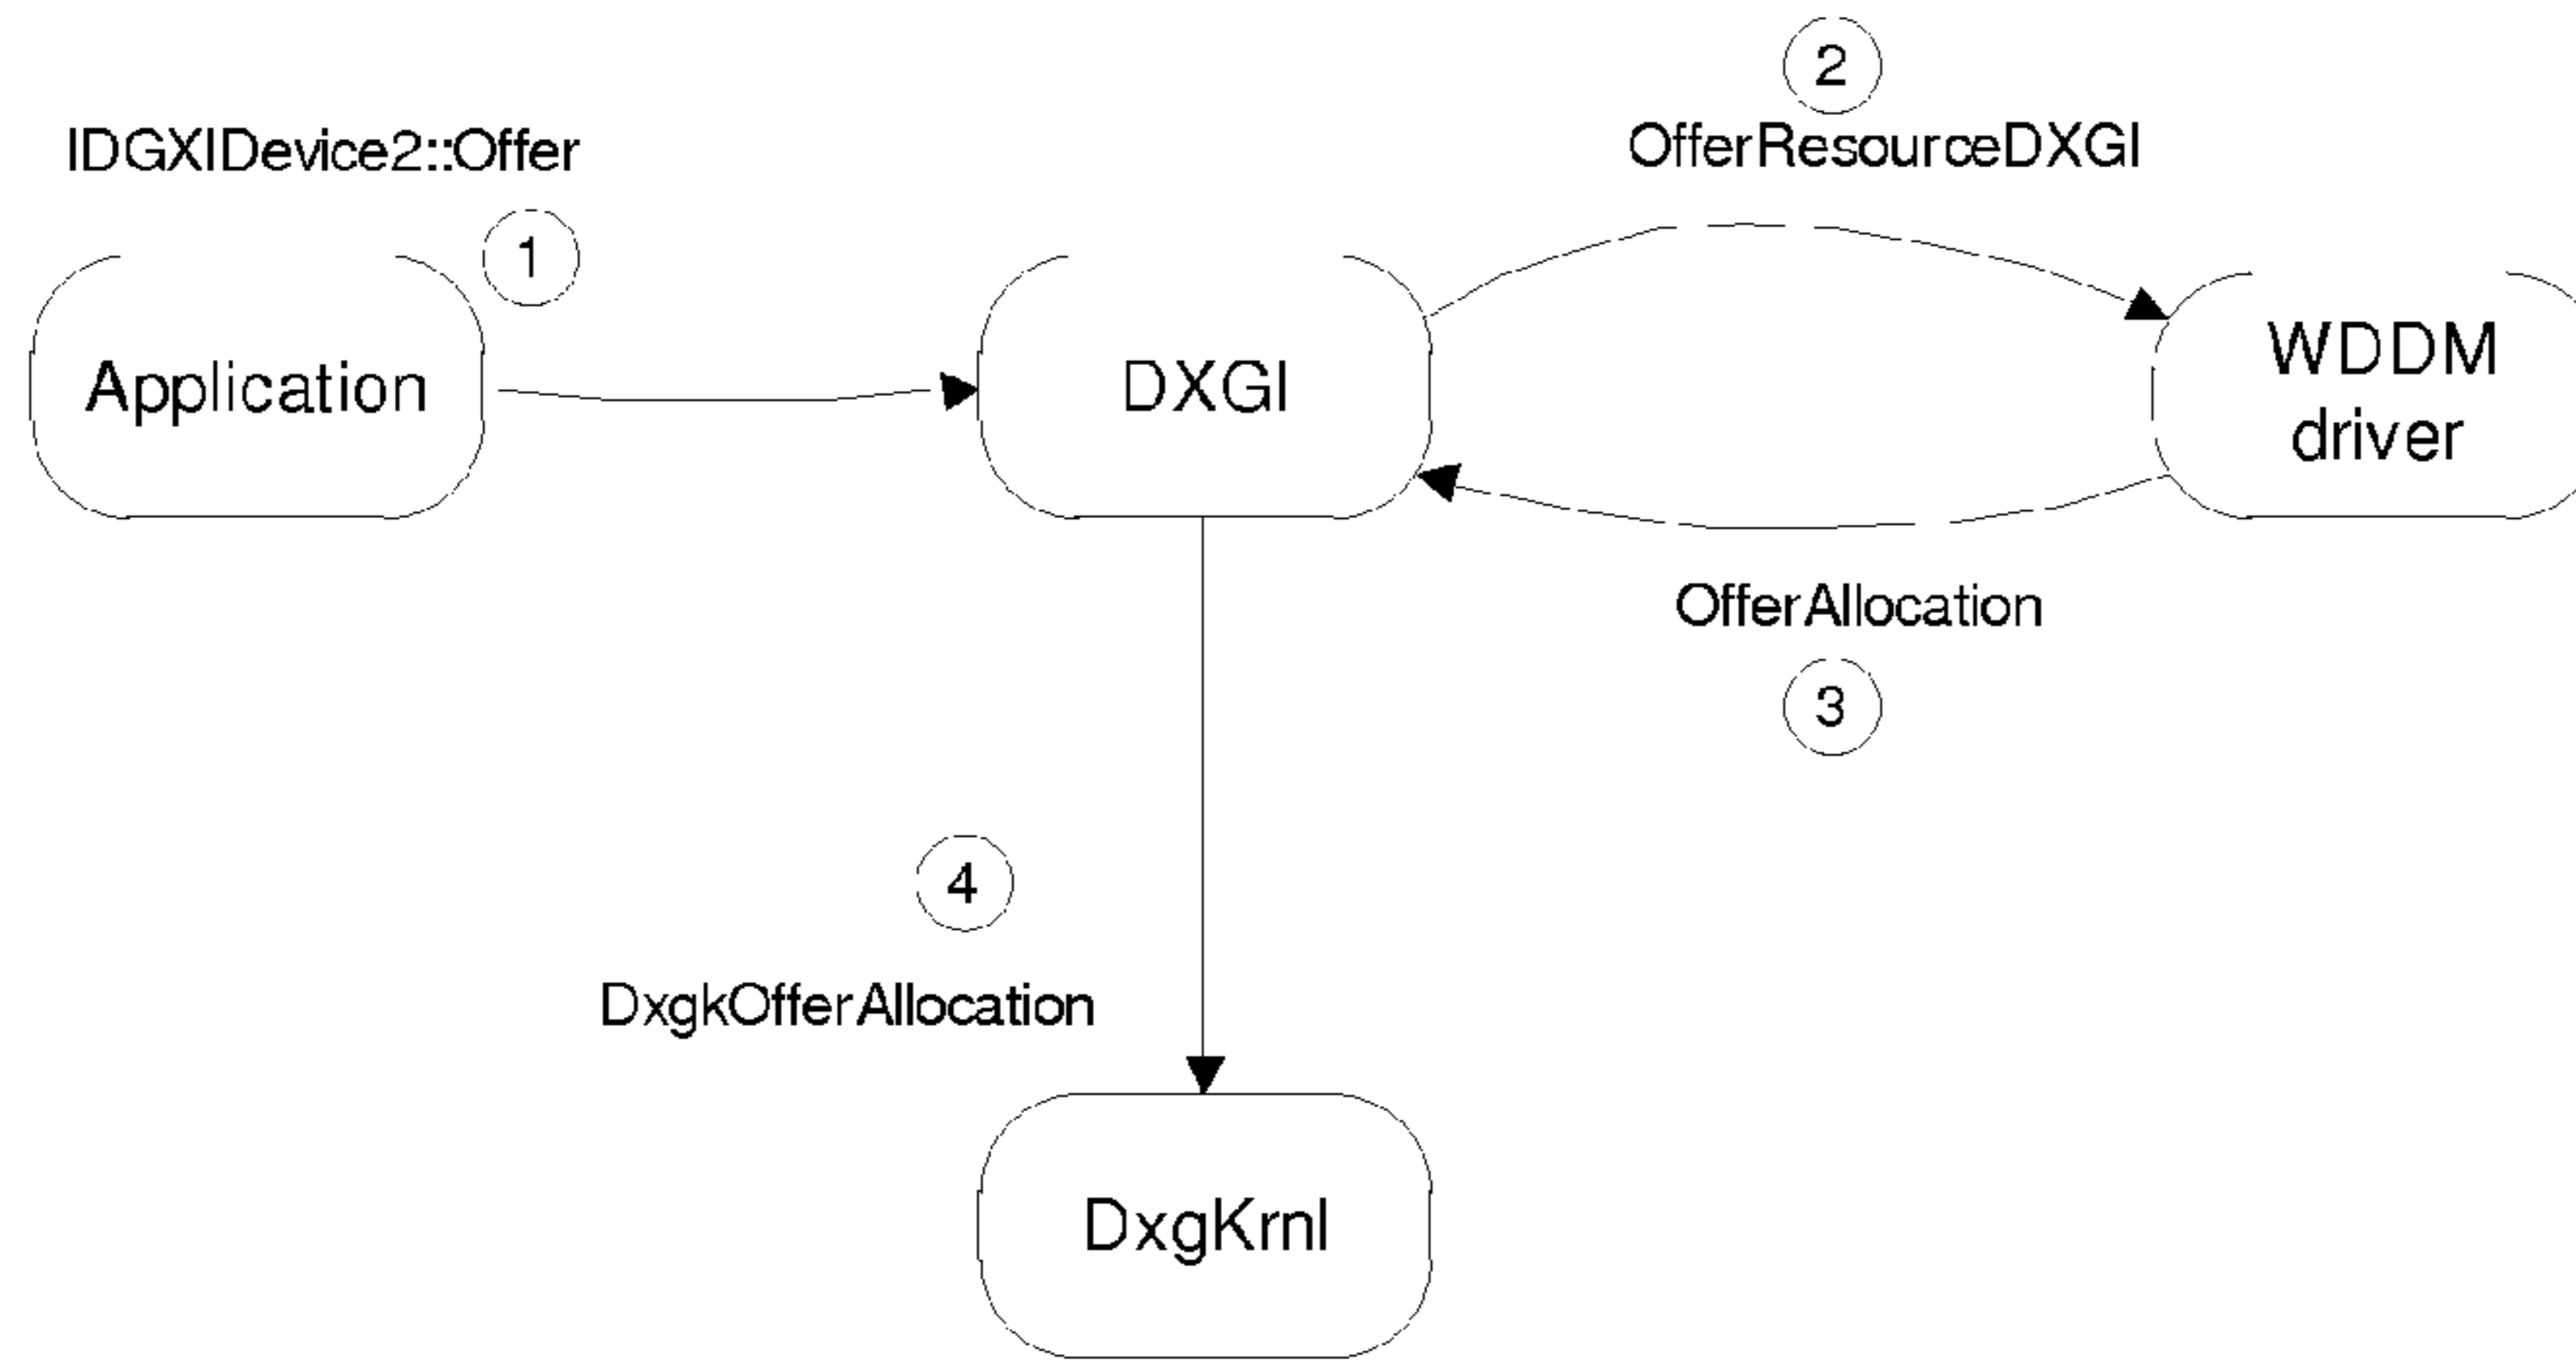 2
IDGXIDevice2::Offer
OfferResourceDXGI
1
Application
DXGI
WDDM
driver
OfferAllocation
3
4
DxgkOfferAllocation
DxgKrnl